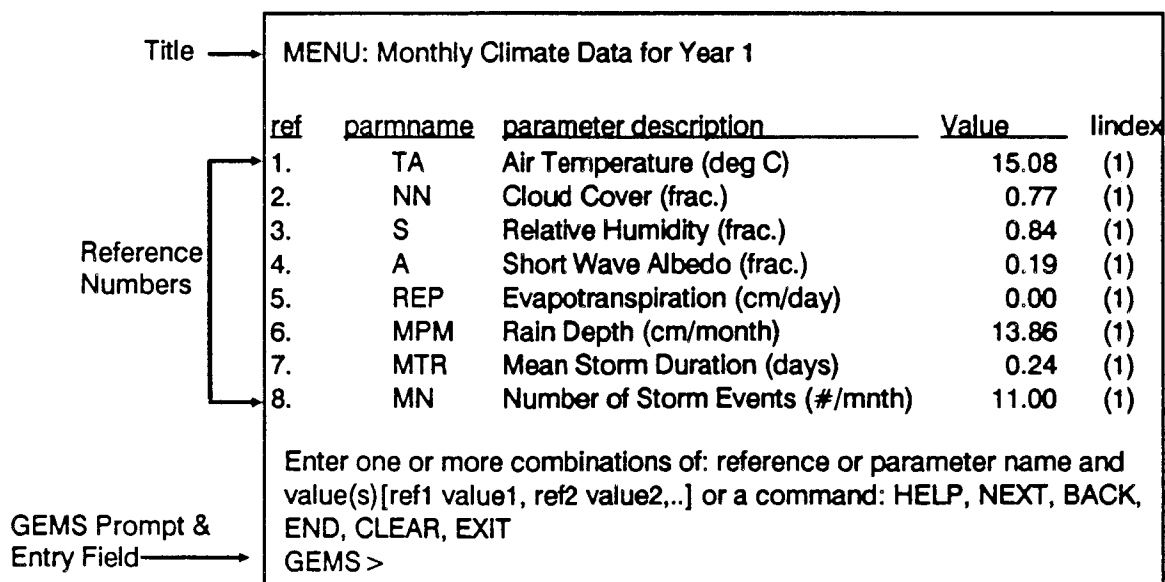 Title
MENU: Monthly Climate Data for Year 1
ref parmname parameter description Value Iindex
1. TA Air Temperature (deg C) 15.08 (1)
2. NN Cloud Cover (frac.) 0.77 (1)
3. S Relative Humidity (frac.) 0.84 (1)
4. A Short Wave Albedo (frac.) 0.19 (1)
5. REP Evapotranspiration (cm/day) 0.00 (1)
6. MPM Rain Depth (cm/month) 13.86 (1)
7. MTR Mean Storm Duration (days) 0.24 (1)
8. MN Number of Storm Events (#/mnth) 11.00 (1)
Reference
Numbers
Enter one or more combinations of: reference or parameter name and
value(s)[ref1 value1, ref2 value2,..] or a command: HELP, NEXT, BACK,
END, CLEAR, EXIT
GEMS Prompt &
Entry Field
GEMS >